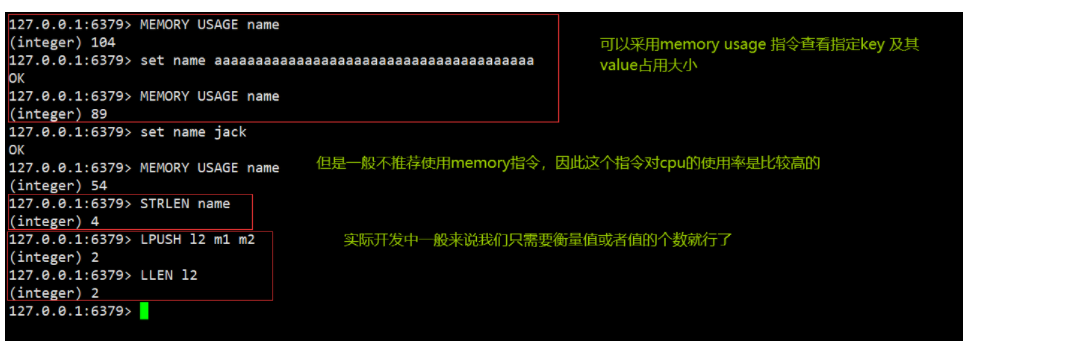 127.0.0.1:6379> MEMORY USAGE name
(integer) 104
127.0.0.1:6379> set name aaaaaaaaaaaaaaaaaaaaaaaaaaaaaaaaaaaaaaa
OK
127.0.0.1:6379> MEMORY USAGE name
(integer) 89
可以采用memory usage 指令查看指定key 及其
value占用大小
127.0.0.1:6379> set name jack
OK
127.0.0.1:6379> MEMORY USAGE name
(integer) 54
但是一般不推荐使用memory指令，因此这个指令对cpu的使用率是比较高的
127.0.0.1:6379> STRLEN name
(integer) 4
127.0.0.1:6379> LPUSH l2 m1 m2
(integer) 2
127.0.0.1:6379> LLEN l2
(integer) 2
实际开发中一般来说我们只需要衡量值或者值的个数就行了
127.0.0.1:6379>